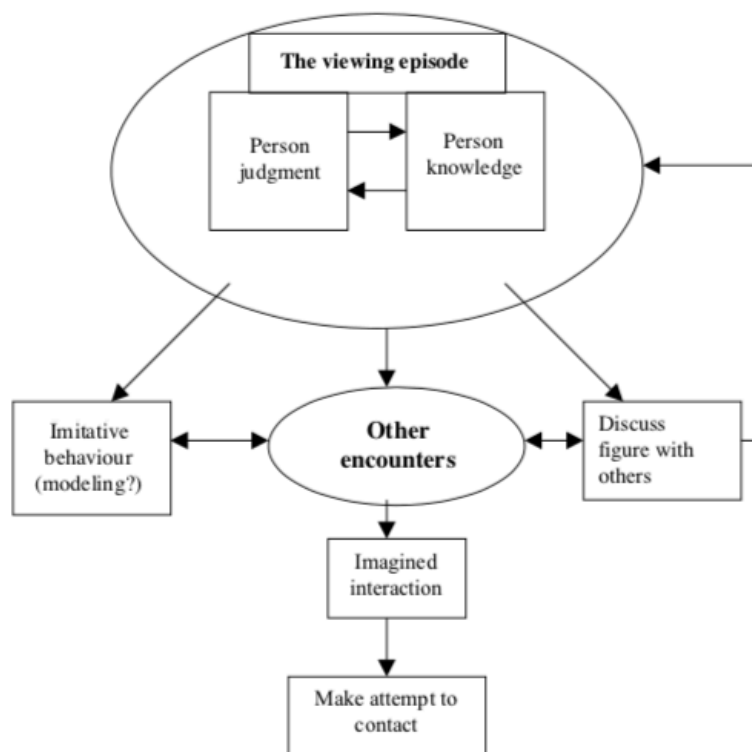 The viewing episode
Person
judgment
Person
knowledge
Imitative
behaviour
(modeling?)
Other
encounters
Discuss
figure with
others
Imagined
interaction
Make attempt to
contact